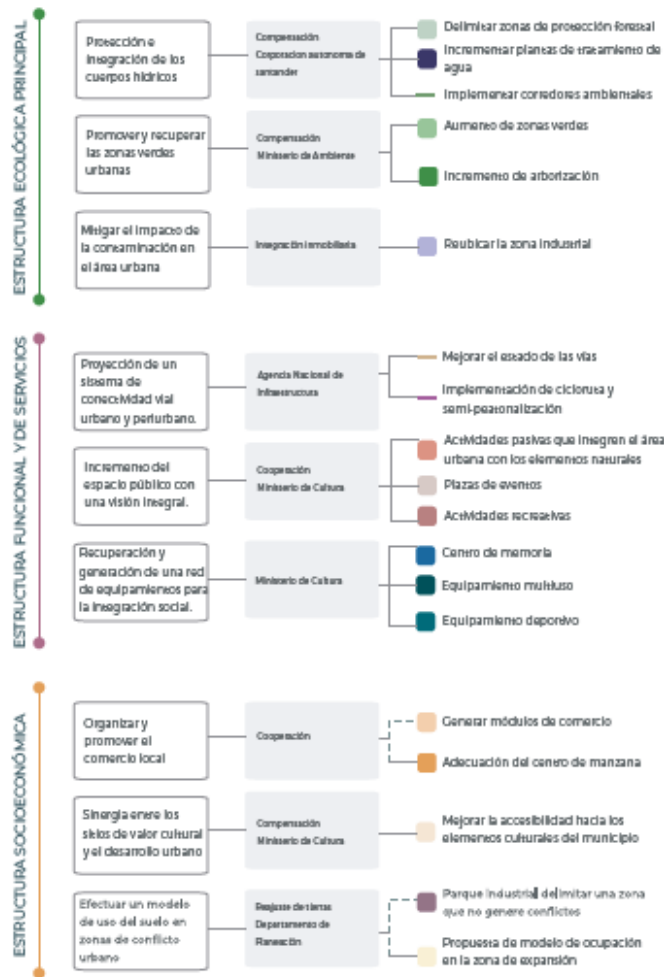 ESTRUCTURA ECOLÓGICA PRINCIPAL
Protección e
integración de los
cuerpos hídricos
Compensación
Corporacion autonoma de
santander
Delimitar zonas de protección forestal
Incrementar plantas de tratamiento de
agua
Implementar corredores ambientales
Promover y recuperar
las zonas verdes
urbanas
Compensación
Ministerio de Ambiente
Aumento de zonas verdes
Incremento de arborización
Mitigar el impacto de
la contaminación en
el área urbana
Integración inmobiliaria
Reubicar la zona industrial
ESTRUCTURA FUNCIONAL Y DE SERVICIOS
Proyección de un
sistema de
conectividad vial
urbano y periurbano.
Agencia Nacional de
Infraestructura
Mejorar el estado de las vías
Implementación de cicloruta y
semi-peatonalización
Incremento del
espacio público con
una visión integral.
Cooperación
Ministerio de Cultura
Actividades pasivas que integren el área
urbana con los elementos naturales
Plazas de eventos
Actividades recreativas
Recuperación y
generación de una red
de equipamientos para
la integración social.
Ministerio de Cultura
Centro de memoria
Equipamiento multiuso
Equipamiento deportivo
ESTRUCTURA SOCIOECONÓMICA
Organizar y
promover el
comercio local
Cooperación
Generar módulos de comercio
Adecuación del centro de manzana
Sinergia entre los
sitios de valor cultural
y el desarrollo urbano
Compensación
Ministerio de Cultura
Mejorar la accesibilidad hacia los
elementos culturales del municipio
Efectuar un modelo
de uso del suelo en
zonas de conflicto
urbano
Reajuste de tierras
Departamento de
Planeación
Parque industrial delimitar una zona
que no genere conflictos
Propuesta de modelo de ocupación
en la zona de expansión